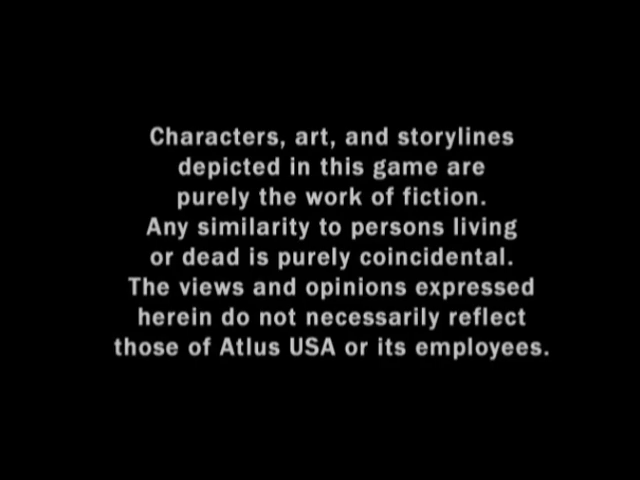 Characters, art, and storylines
depicted in this game are
purely the work of fiction.
Any similarity to persons living
or dead is purely coincidental.
The views and opinions expressed
herein do not necessarily reflect
those of Atlus USA or its employees.